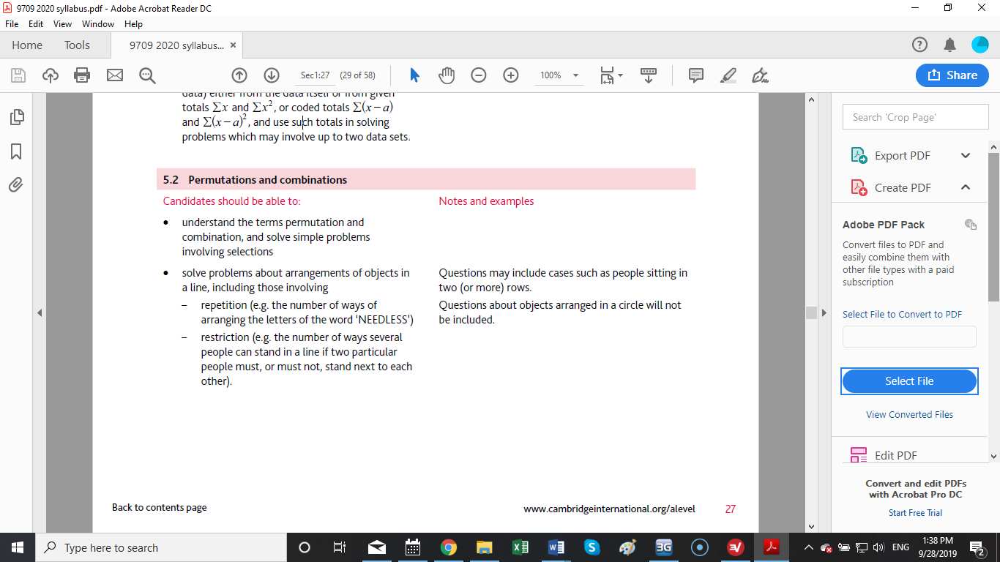 9709 2020 syllabus.pdf - Adobe Acrobat Reader DC
File Edit View Window Help
Home Tools 9709 2020 syllabus... ×
Sec1:27 (29 of 58) 100% Share
data) either from the data itself or from given
totals Σx and Σx², or coded totals Σ(x − a)
and Σ(x − a)², and use such totals in solving
problems which may involve up to two data sets.
5.2 Permutations and combinations
Candidates should be able to:
Notes and examples
• understand the terms permutation and
combination, and solve simple problems
involving selections
• solve problems about arrangements of objects in
a line, including those involving
– repetition (e.g. the number of ways of
arranging the letters of the word ‘NEEDLESS’)
– restriction (e.g. the number of ways several
people can stand in a line if two particular
people must, or must not, stand next to each
other).
Questions may include cases such as people sitting in
two (or more) rows.
Questions about objects arranged in a circle will not
be included.
Back to contents page
www.cambridgeinternational.org/alevel 27
Search 'Crop Page'
Export PDF
Create PDF
Adobe PDF Pack
Convert files to PDF and
easily combine them with
other file types with a paid
subscription
Select File to Convert to PDF
Select File
View Converted Files
Edit PDF
Convert and edit PDFs
with Acrobat Pro DC
Start Free Trial
Type here to search
3G
ENG
1:38 PM
9/28/2019
2